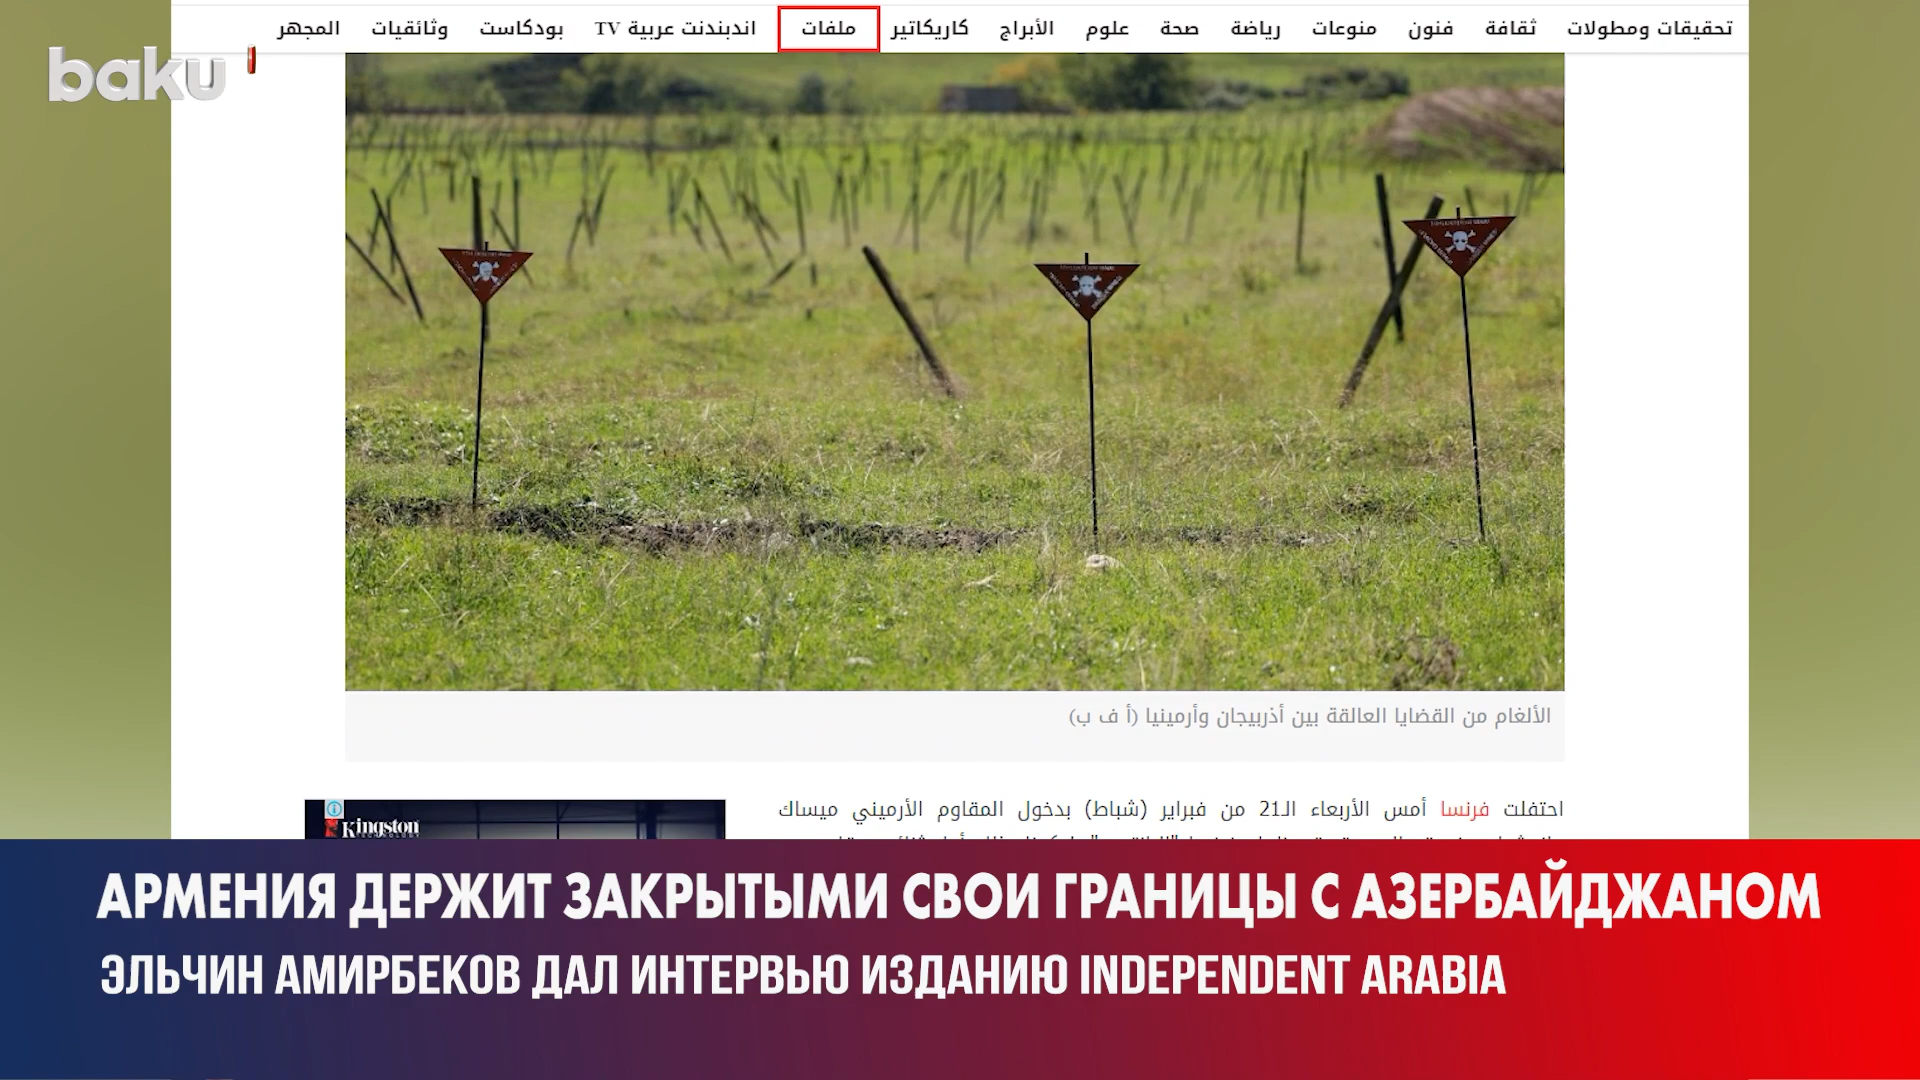 تحقيقات ومطولات ثقافة فنون منوعات رياضة صحة علوم الأبراج كاريكاتير ملفات اندبندنت عربية TV بودكاست وثائقيات المجهر
baku
الألغام من القضايا العالقة بين أذربيجان وأرمينيا (أ ف ب)
احتفلت فرنسا أمس الأربعاء الـ21 من فبراير (شباط) بدخول المقاوم الأرميني ميساك
Kingston
TECHNOLOGY
АРМЕНИЯ ДЕРЖИТ ЗАКРЫТЫМИ СВОИ ГРАНИЦЫ С АЗЕРБАЙДЖАНОМ
ЭЛЬЧИН АМИРБЕКОВ ДАЛ ИНТЕРВЬЮ ИЗДАНИЮ INDEPENDENT ARABIA